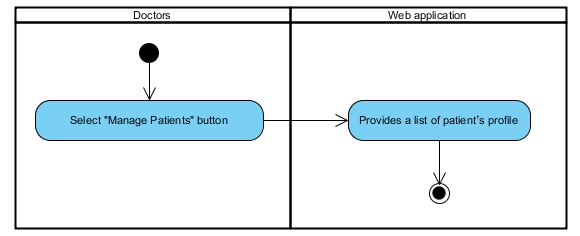 Doctors
Web application
Select "Manage Patients" button
Provides a list of patient's profile